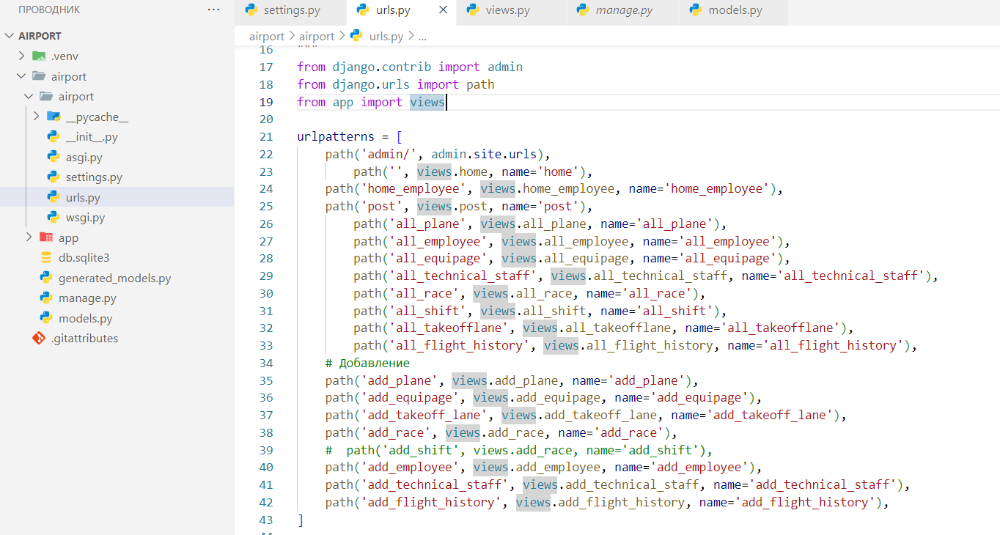 ПРОВОДНИК ...
settings.py urls.py views.py manage.py models.py
AIRPORT
airport > airport > urls.py > ...
.venv
airport
airport
__pycache__
__init__.py
asgi.py
settings.py
urls.py
wsgi.py
app
db.sqlite3
generated_models.py
manage.py
models.py
.gitattributes
16 """
17 from django.contrib import admin
18 from django.urls import path
19 from app import views
20
21 urlpatterns = [
22 path('admin/', admin.site.urls),
23 path('', views.home, name='home'),
24 path('home_employee', views.home_employee, name='home_employee'),
25 path('post', views.post, name='post'),
26 path('all_plane', views.all_plane, name='all_plane'),
27 path('all_employee', views.all_employee, name='all_employee'),
28 path('all_equipage', views.all_equipage, name='all_equipage'),
29 path('all_technical_staff', views.all_technical_staff, name='all_technical_staff'),
30 path('all_race', views.all_race, name='all_race'),
31 path('all_shift', views.all_shift, name='all_shift'),
32 path('all_takeofflane', views.all_takeofflane, name='all_takeofflane'),
33 path('all_flight_history', views.all_flight_history, name='all_flight_history'),
34 # Добавление
35 path('add_plane', views.add_plane, name='add_plane'),
36 path('add_equipage', views.add_equipage, name='add_equipage'),
37 path('add_takeoff_lane', views.add_takeoff_lane, name='add_takeoff_lane'),
38 path('add_race', views.add_race, name='add_race'),
39 #  path('add_shift', views.add_race, name='add_shift'),
40 path('add_employee', views.add_employee, name='add_employee'),
41 path('add_technical_staff', views.add_technical_staff, name='add_technical_staff'),
42 path('add_flight_history', views.add_flight_history, name='add_flight_history'),
43 ]